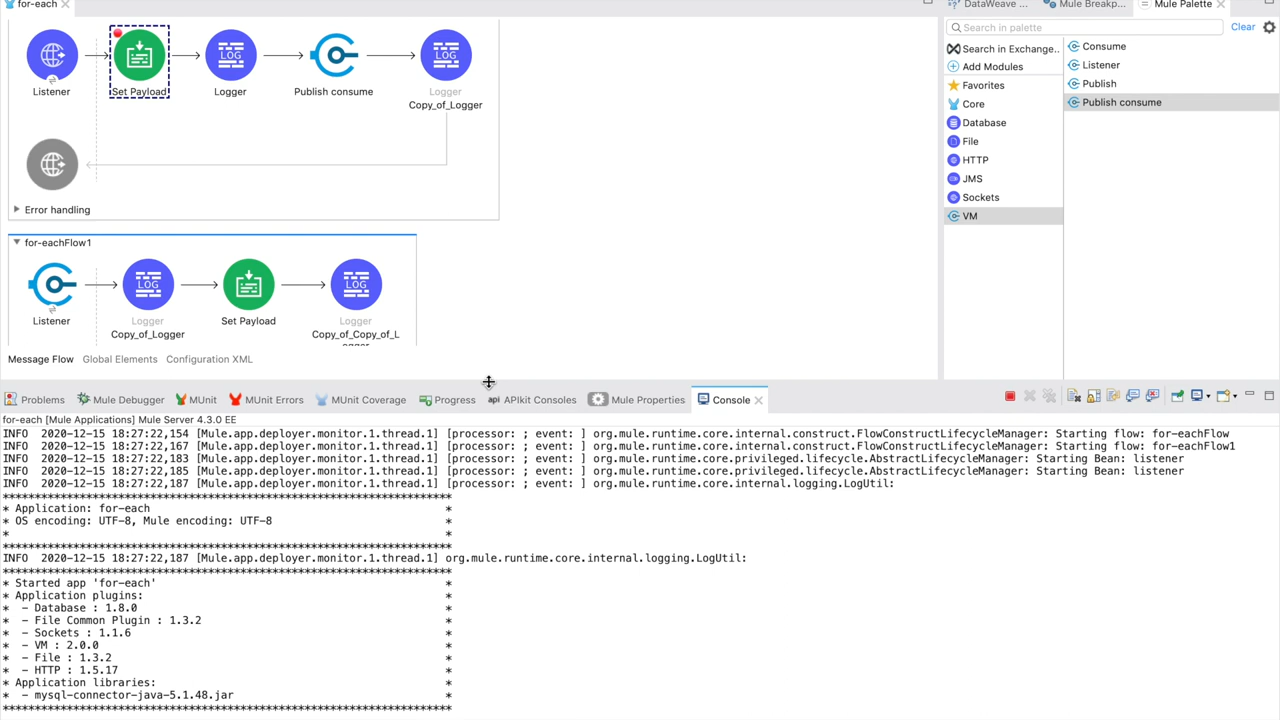 for-each
DataWeave ...
Mule Breakp...
Mule Palette
Listener
Set Payload
LOG
Logger
Publish consume
LOG
Logger
Copy_of_Logger
Error handling
for-eachFlow1
Listener
LOG
Logger
Copy_of_Logger
Set Payload
LOG
Logger
Copy_of_Copy_of_L
Message Flow
Global Elements
Configuration XML
Search in palette
Clear
Search in Exchange..
Add Modules
Favorites
Core
Database
File
HTTP
JMS
Sockets
VM
Consume
Listener
Publish
Publish consume
Problems
Mule Debugger
MUnit
MUnit Errors
MUnit Coverage
Progress
api APIkit Consoles
Mule Properties
Console
for-each [Mule Applications] Mule Server 4.3.0 EE
INFO  2020-12-15 18:27:22,154 [Mule.app.deployer.monitor.1.thread.1] [processor: ; event: ] org.mule.runtime.core.internal.construct.FlowConstructLifecycleManager: Starting flow: for-eachFlow
INFO  2020-12-15 18:27:22,167 [Mule.app.deployer.monitor.1.thread.1] [processor: ; event: ] org.mule.runtime.core.internal.construct.FlowConstructLifecycleManager: Starting flow: for-eachFlow1
INFO  2020-12-15 18:27:22,183 [Mule.app.deployer.monitor.1.thread.1] [processor: ; event: ] org.mule.runtime.core.privileged.lifecycle.AbstractLifecycleManager: Starting Bean: listener
INFO  2020-12-15 18:27:22,185 [Mule.app.deployer.monitor.1.thread.1] [processor: ; event: ] org.mule.runtime.core.privileged.lifecycle.AbstractLifecycleManager: Starting Bean: listener
INFO  2020-12-15 18:27:22,187 [Mule.app.deployer.monitor.1.thread.1] [processor: ; event: ] org.mule.runtime.core.internal.logging.LogUtil:
**********************************************************************
* Application: for-each                                              *
* OS encoding: UTF-8, Mule encoding: UTF-8                           *
*                                                                    *
**********************************************************************
INFO  2020-12-15 18:27:22,187 [Mule.app.deployer.monitor.1.thread.1] org.mule.runtime.core.internal.logging.LogUtil:
**********************************************************************
* Started app 'for-each'                                             *
* Application plugins:                                               *
*  - Database : 1.8.0                                                *
*  - File Common Plugin : 1.3.2                                      *
*  - Sockets : 1.1.6                                                 *
*  - VM : 2.0.0                                                      *
*  - File : 1.3.2                                                    *
*  - HTTP : 1.5.17                                                   *
* Application libraries:                                             *
*  - mysql-connector-java-5.1.48.jar                                 *
**********************************************************************